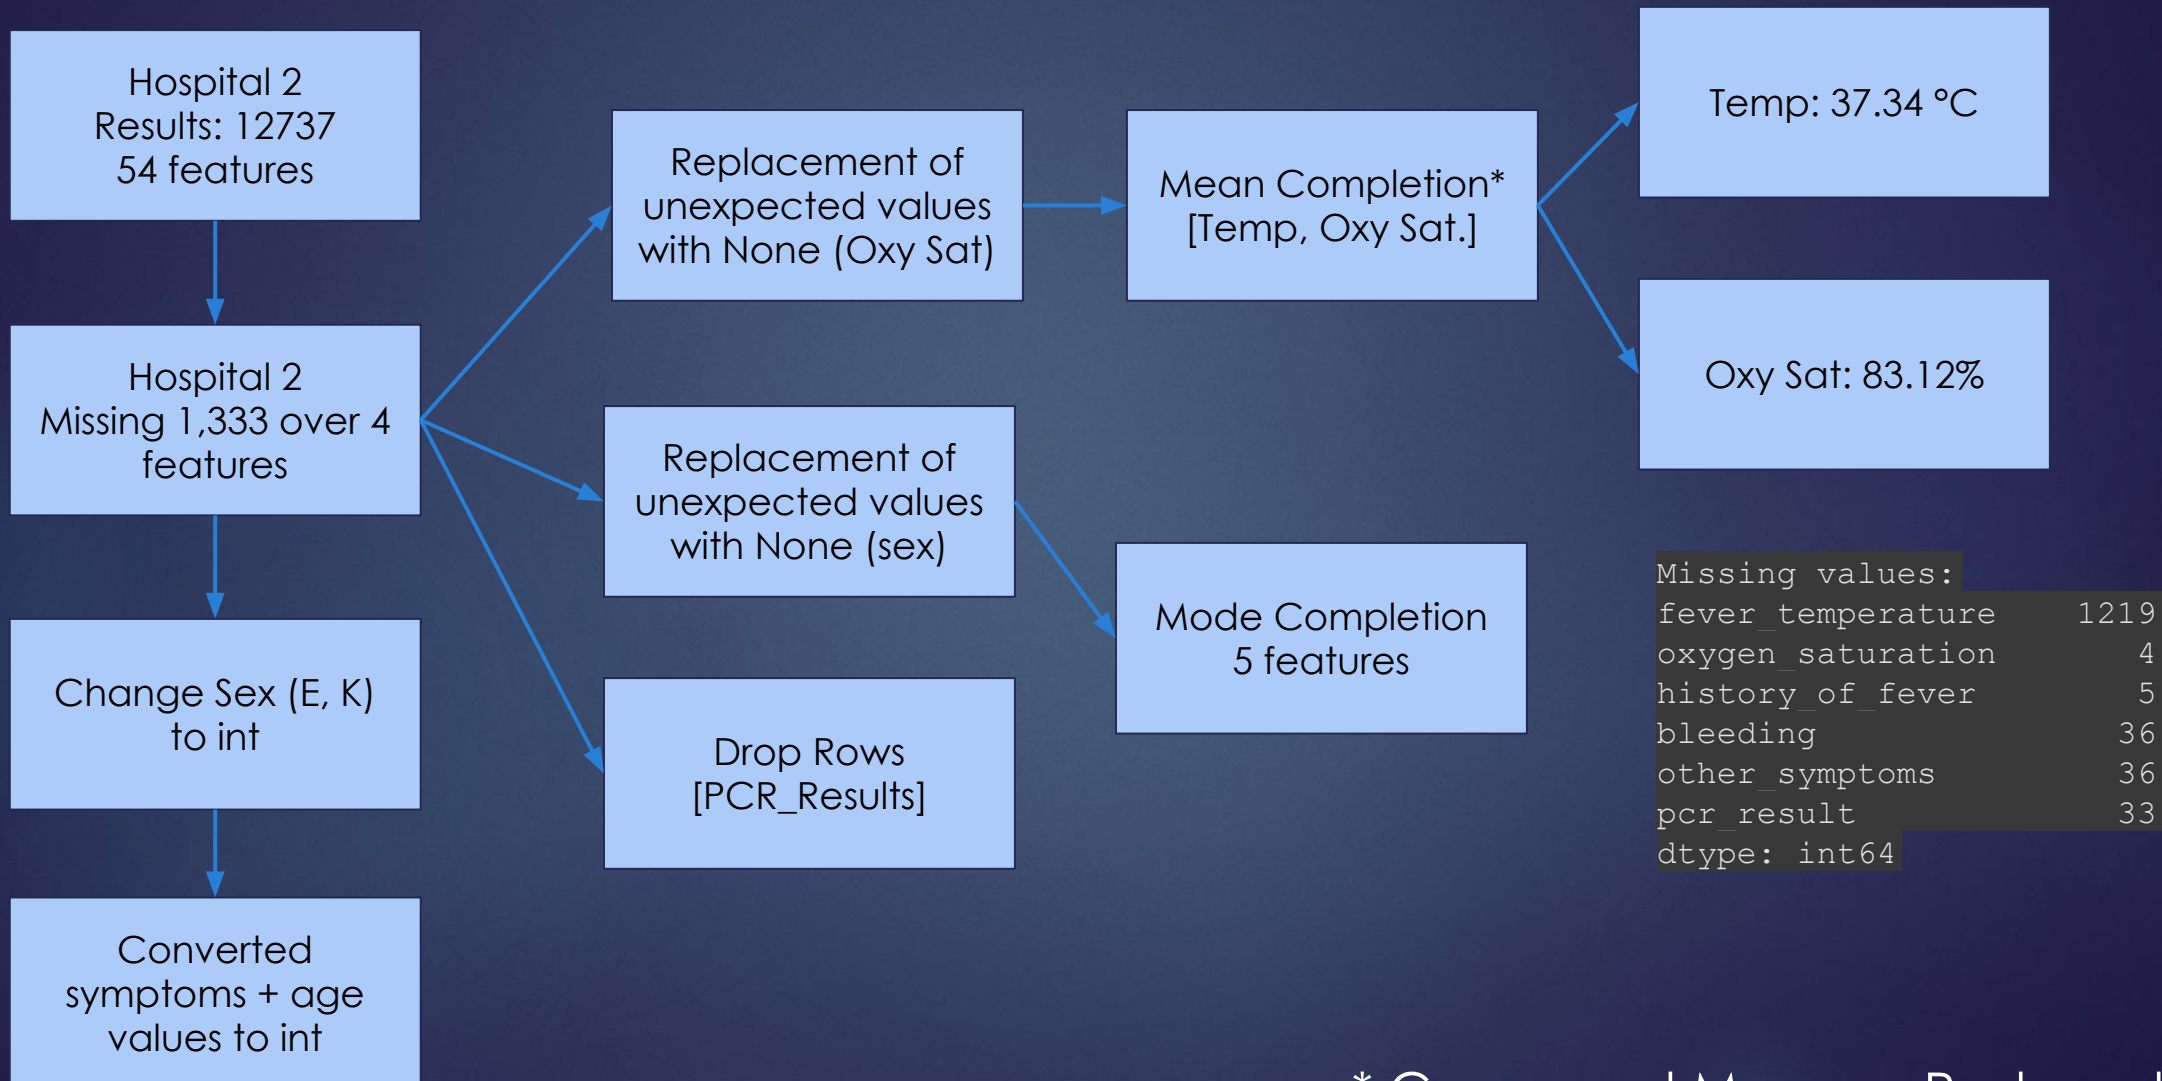 Hospital 2
Results: 12737
54 features
Hospital 2
Missing 1,333 over 4
features
Change Sex (E, K)
to int
Converted
symptoms + age
values to int
Replacement of
unexpected values
with None (Oxy Sat)
Replacement of
unexpected values
with None (sex)
Drop Rows
[PCR_Results]
Mean Completion*
[Temp, Oxy Sat.]
Mode Completion
5 features
Temp: 37.34 °C
Oxy Sat: 83.12%
Missing values:
fever_temperature 1219
oxygen_saturation 4
history_of_fever 5
bleeding 36
other_symptoms 36
pcr_result 33
dtype: int64
*